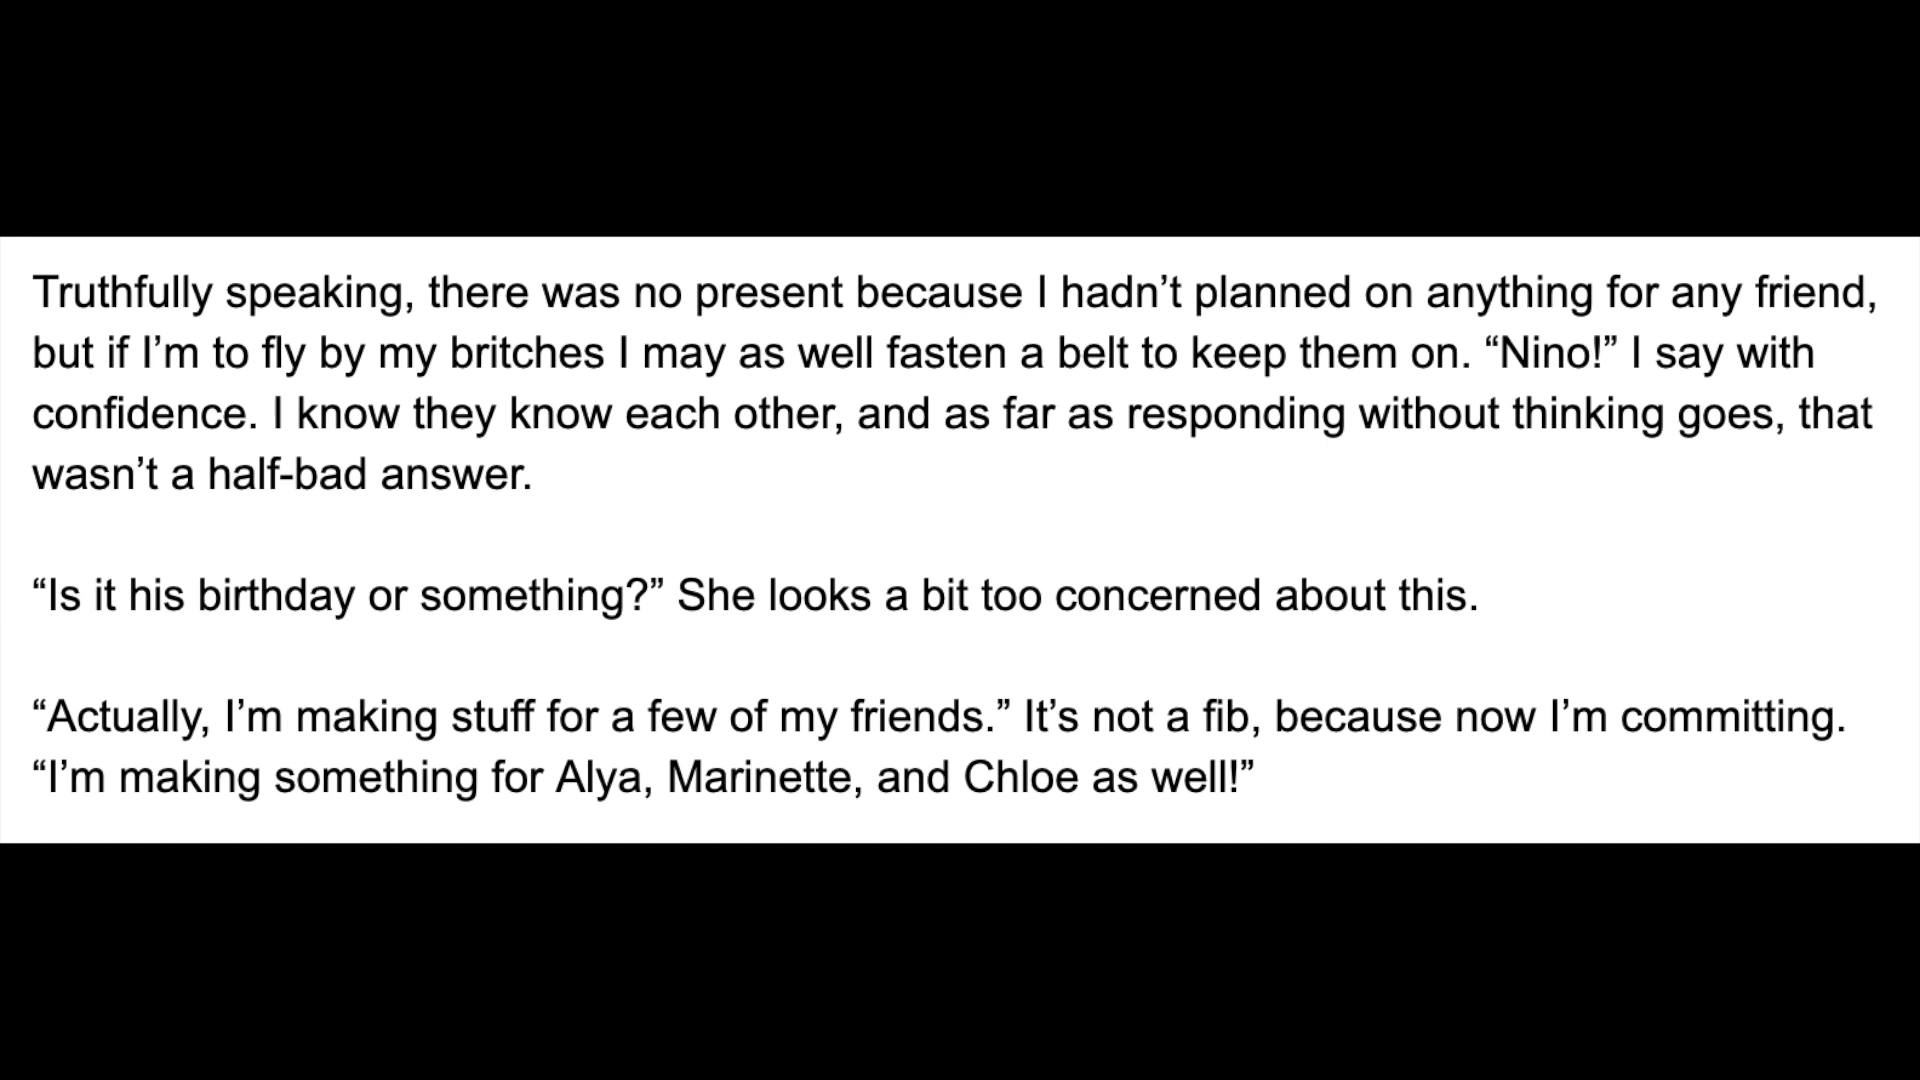 Truthfully speaking, there was no present because I hadn’t planned on anything for any friend,
but if I’m to fly by my britches I may as well fasten a belt to keep them on. “Nino!” I say with
confidence. I know they know each other, and as far as responding without thinking goes, that
wasn’t a half-bad answer.
“Is it his birthday or something?” She looks a bit too concerned about this.
“Actually, I’m making stuff for a few of my friends.” It’s not a fib, because now I’m committing.
“I’m making something for Alya, Marinette, and Chloe as well!”